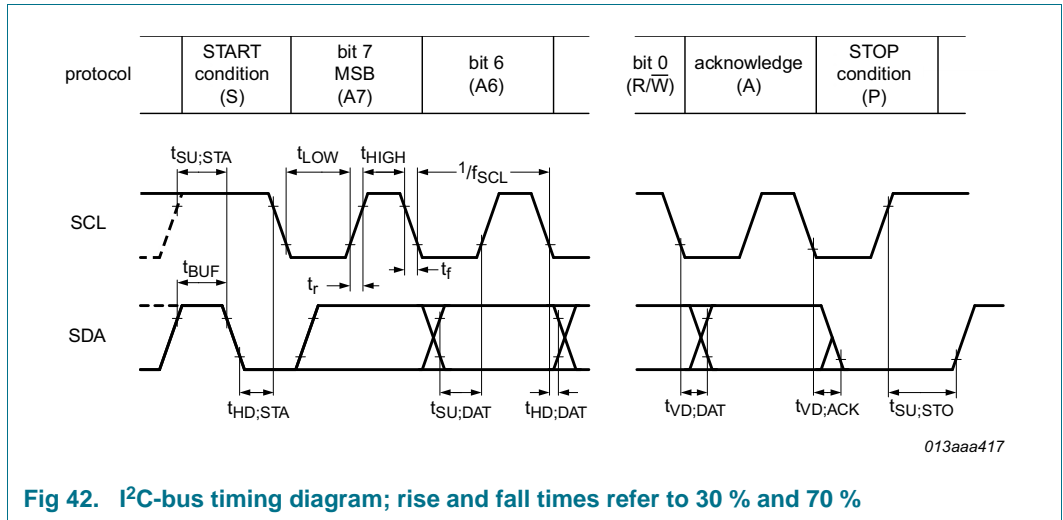 protocol
START
condition
(S)
bit 7
MSB
(A7)
bit 6
(A6)
bit 0
(R/W̅)
acknowledge
(A)
STOP
condition
(P)
tSU;STA
tLOW
tHIGH
1/fSCL
SCL
tBUF
tr
tf
SDA
tHD;STA
tSU;DAT
tHD;DAT
tVD;DAT
tVD;ACK
tSU;STO
013aaa417
Fig 42. I²C-bus timing diagram; rise and fall times refer to 30 % and 70 %